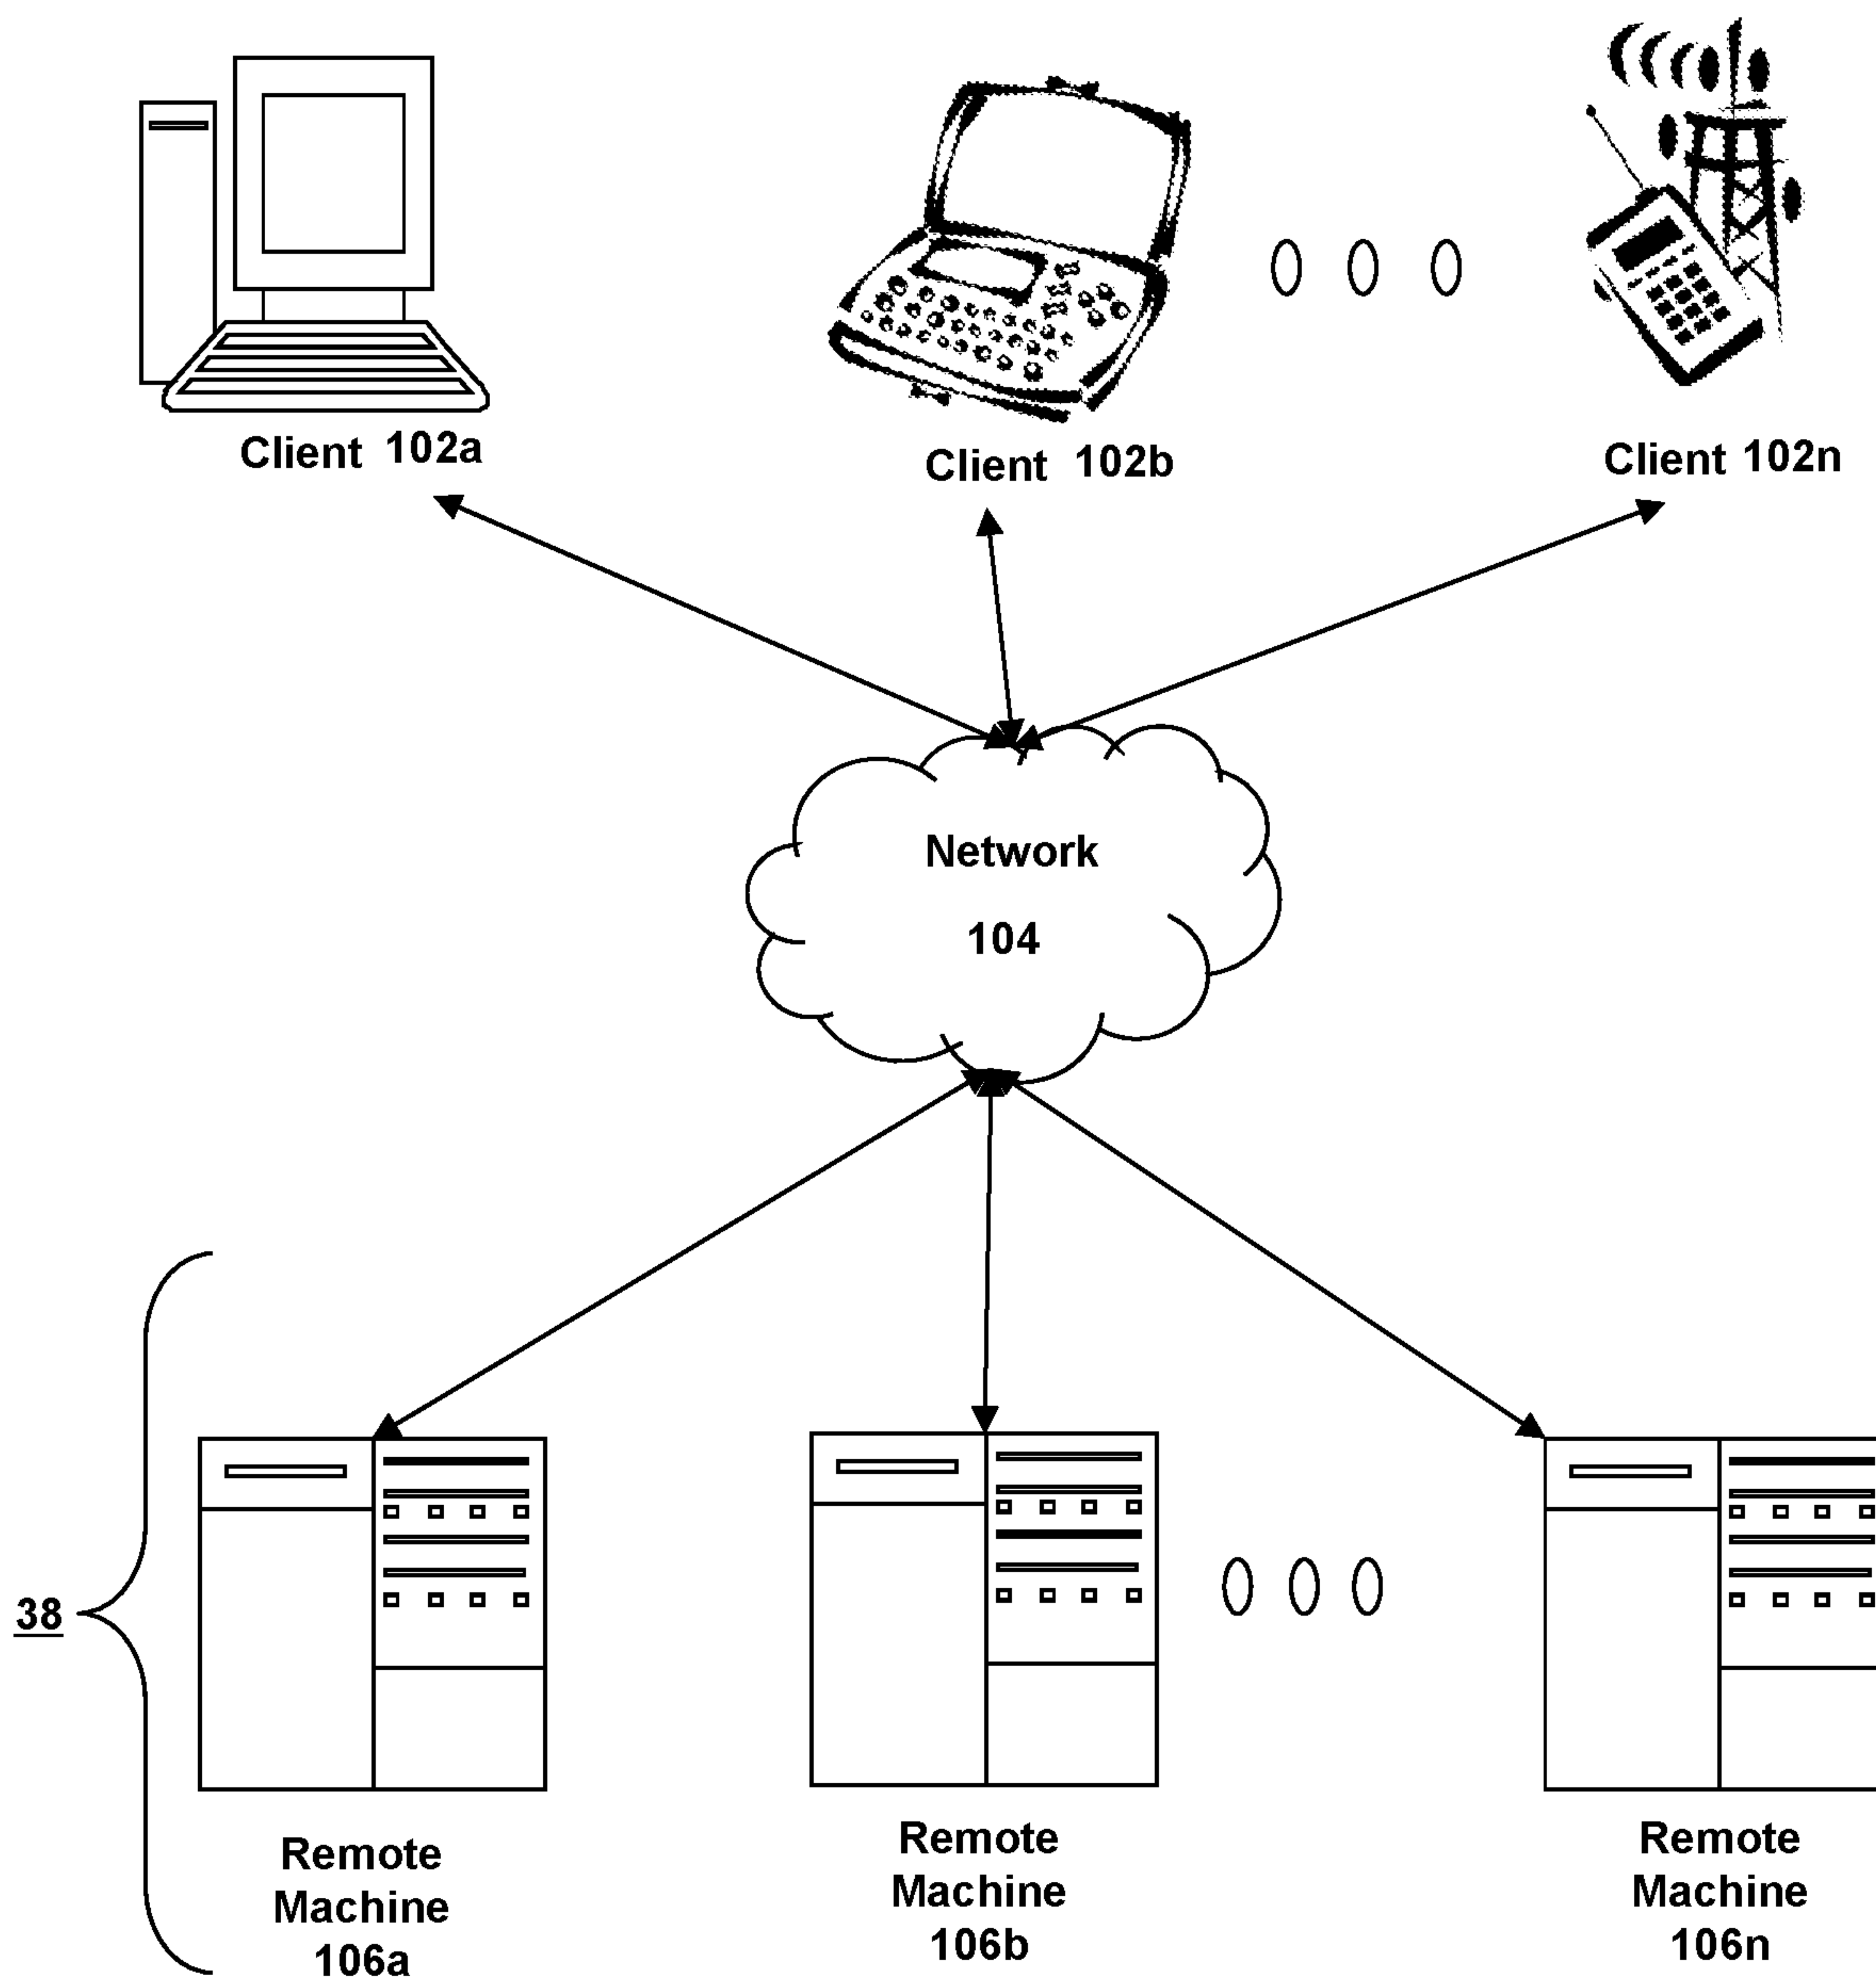 Client 102a
Client 102b
Client 102n
Network
104
38
Remote
Machine
106a
Remote
Machine
106b
Remote
Machine
106n